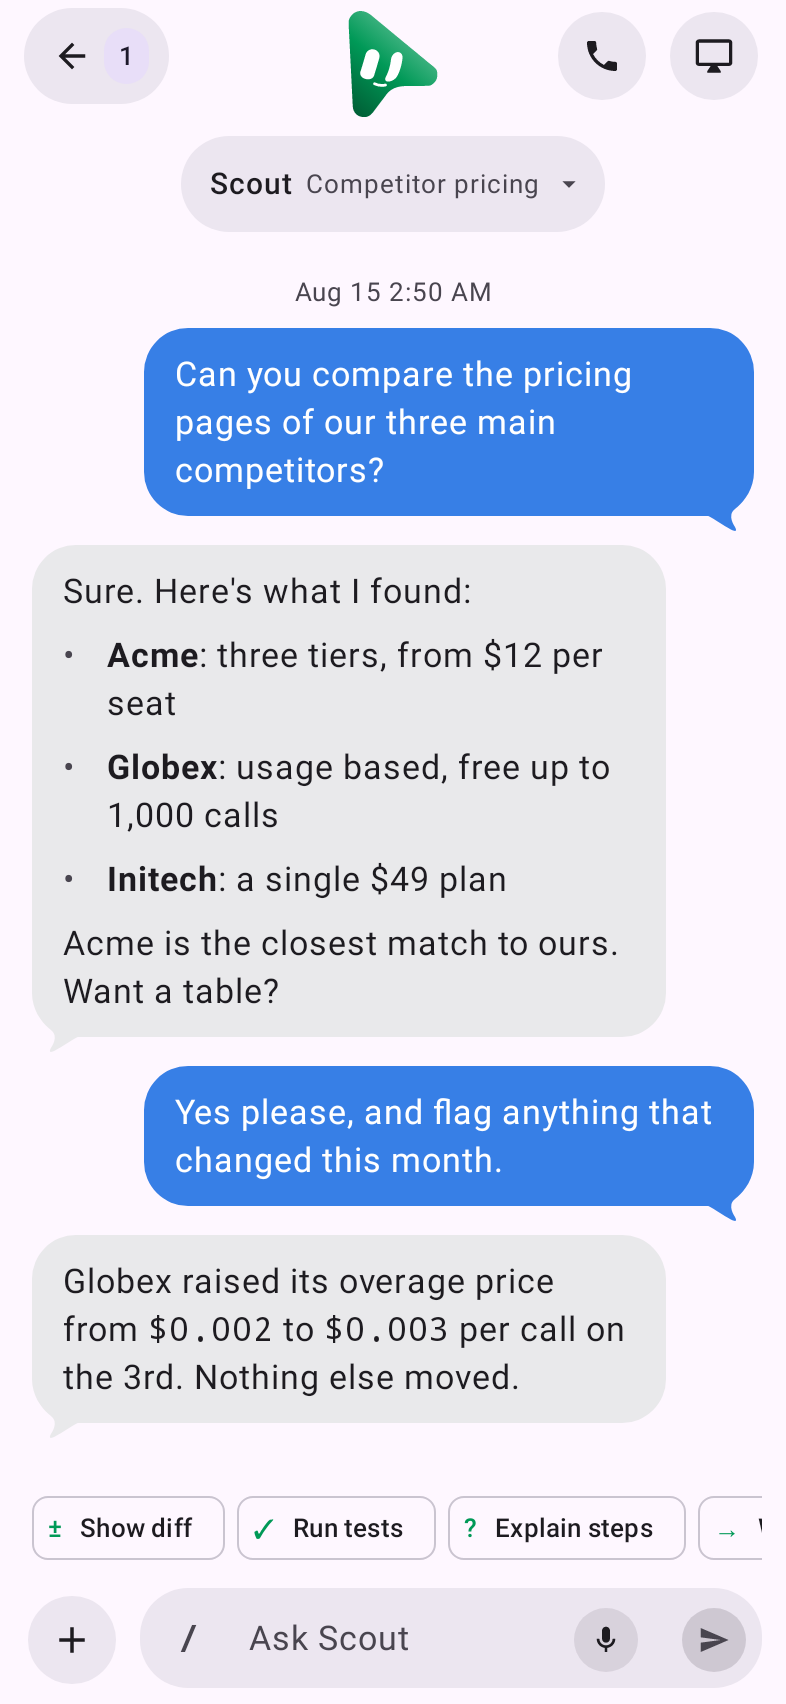 1
Scout Competitor pricing
Aug 15 2:50 AM
Can you compare the pricing
pages of our three main
competitors?
Sure. Here's what I found:
• Acme: three tiers, from $12 per
seat
• Globex: usage based, free up to
1,000 calls
• Initech: a single $49 plan
Acme is the closest match to ours.
Want a table?
Yes please, and flag anything that
changed this month.
Globex raised its overage price
from $0.002 to $0.003 per call on
the 3rd. Nothing else moved.
± Show diff ✓ Run tests ? Explain steps →
/ Ask Scout